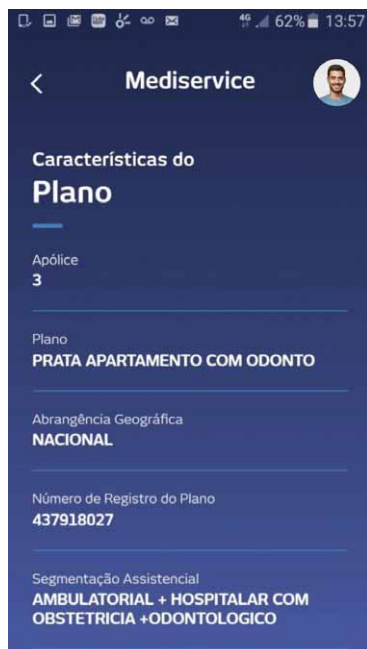 4G 62% 13:57
Mediservice
Características do
Plano
Apólice
3
Plano
PRATA APARTAMENTO COM ODONTO
Abrangência Geográfica
NACIONAL
Número de Registro do Plano
437918027
Segmentação Assistencial
AMBULATORIAL + HOSPITALAR COM
OBSTETRICIA +ODONTOLOGICO